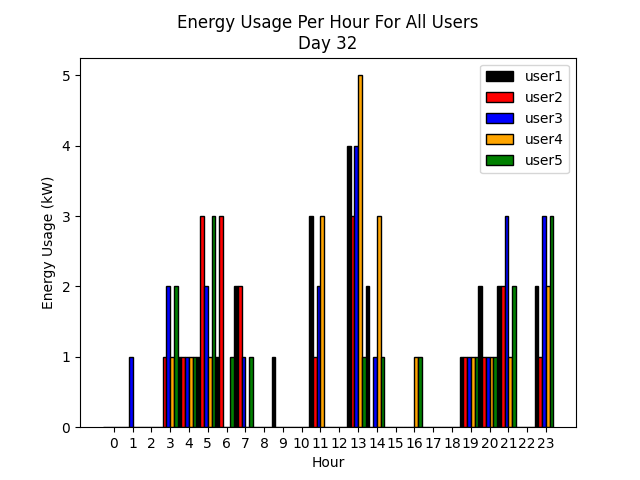 Energy Usage Per Hour For All Users
Day 32
user1
user2
user3
user4
user5
Energy Usage (kW)
5
4
3
2
1
0
0 1 2 3 4 5 6 7 8 9 10 11 12 13 14 15 16 17 18 19 20 21 22 23
Hour